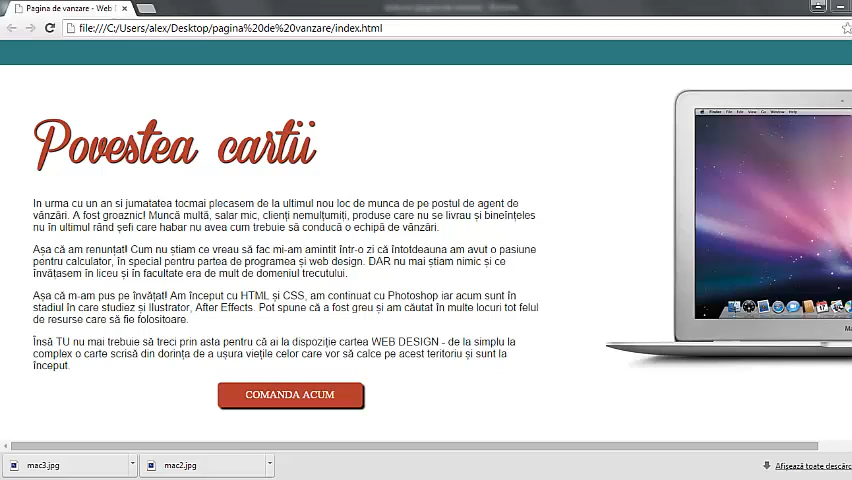 Pagina de vanzare - Web
file:///C:/Users/alex/Desktop/pagina%20de%20vanzare/index.html
Povestea cartii
In urma cu un an si jumatatea tocmai plecasem de la ultimul nou loc de munca de pe postul de agent de
vânzări. A fost groaznic! Muncă multă, salar mic, clienți nemulțumiți, produse care nu se livrau și bineînțeles
nu în ultimul rând șefi care habar nu avea cum trebuie să conducă o echipă de vânzări.
Așa că am renunțat! Cum nu știam ce vreau să fac mi-am amintit într-o zi că întotdeauna am avut o pasiune
pentru calculator, în special pentru partea de programea și web design. DAR nu mai știam nimic și ce
învățasem în liceu și în facultate era de mult de domeniul trecutului.
Așa că m-am pus pe învățat! Am început cu HTML și CSS, am continuat cu Photoshop iar acum sunt în
stadiul în care studiez și Ilustrator, After Effects. Pot spune că a fost greu și am căutat în multe locuri tot felul
de resurse care să fie folositoare.
Însă TU nu mai trebuie să treci prin asta pentru că ai la dispoziție cartea WEB DESIGN - de la simplu la
complex o carte scrisă din dorința de a ușura viețile celor care vor să calce pe acest teritoriu și sunt la
început.
COMANDA ACUM
mac3.jpg
mac2.jpg
Afișează toate descărc